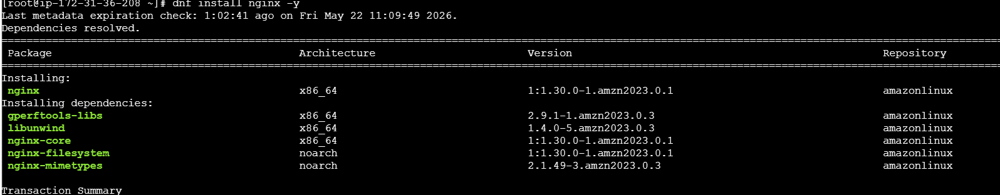 [root@ip-172-31-36-208 ~]# dnf install nginx -y
Last metadata expiration check: 1:02:41 ago on Fri May 22 11:09:49 2026.
Dependencies resolved.
================================================================================
Package Architecture Version Repository
================================================================================
Installing:
nginx x86_64 1:1.30.0-1.amzn2023.0.1 amazonlinux
Installing dependencies:
gperftools-libs x86_64 2.9.1-1.amzn2023.0.3 amazonlinux
libunwind x86_64 1.4.0-5.amzn2023.0.3 amazonlinux
nginx-core x86_64 1:1.30.0-1.amzn2023.0.1 amazonlinux
nginx-filesystem noarch 1:1.30.0-1.amzn2023.0.1 amazonlinux
nginx-mimetypes noarch 2.1.49-3.amzn2023.0.3 amazonlinux
Transaction Summary